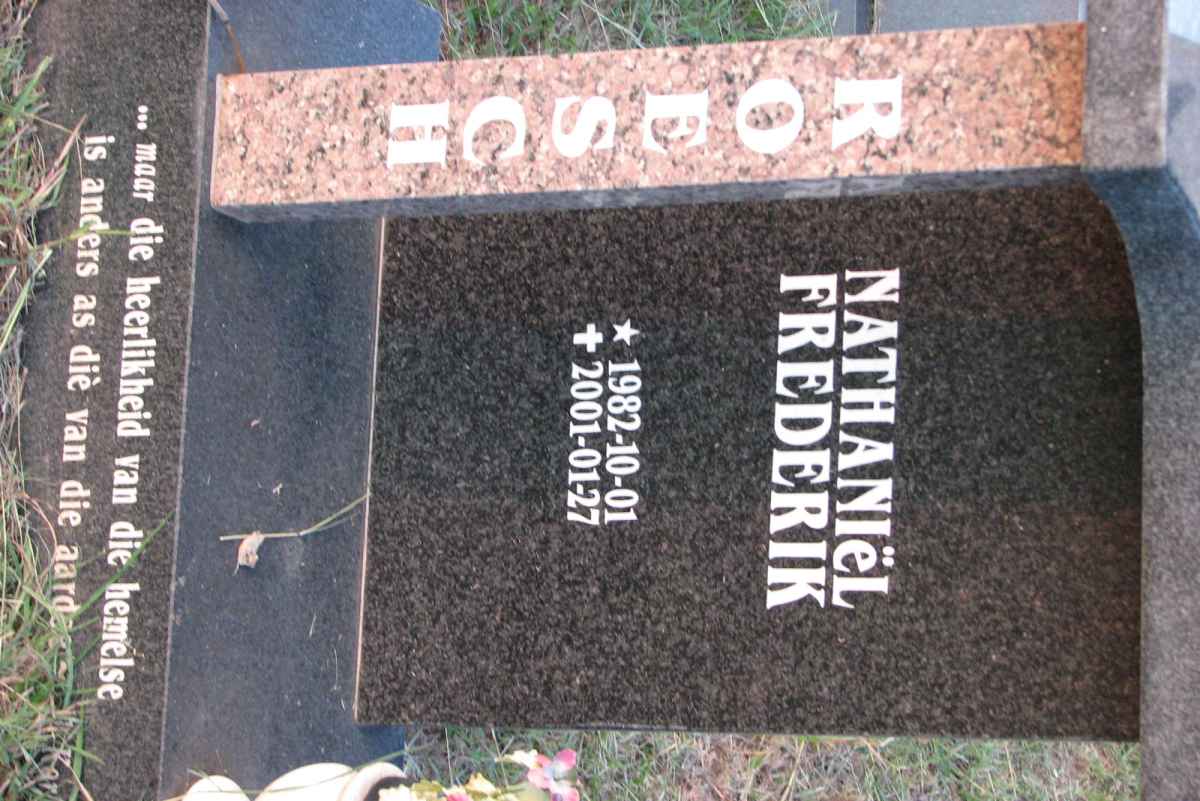 ROESCH
NATHANIëL
FREDERIK
★ 1982-10-01
✝ 2001-01-27
... maar die heerlikheid van die hemelse
is anders as diè van die aard